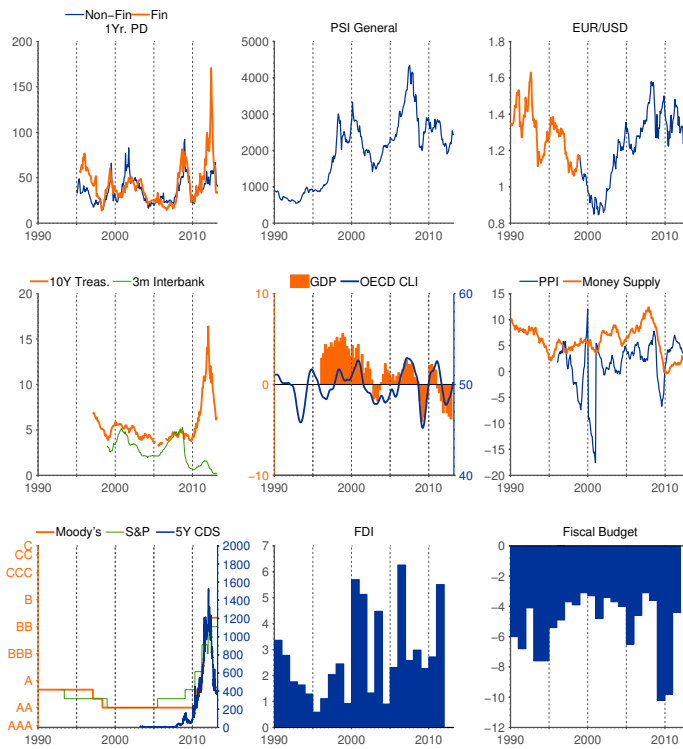 Non−Fin Fin
1Yr. PD
PSI General
EUR/USD
200
150
100
50
0
1990 2000 2010
5000
4000
3000
2000
1000
0
1990 2000 2010
1.8
1.6
1.4
1.2
1
0.8
1990 2000 2010
10Y Treas. 3m Interbank
GDP OECD CLI
PPI Money Supply
20
15
10
5
0
1990 2000 2010
10
0
−10
60
50
40
1990 2000 2010
15
10
5
0
−5
−10
−15
−20
1990 2000 2010
Moody's S&P 5Y CDS
FDI
Fiscal Budget
C
CC
CCC
B
BB
BBB
A
AA
AAA
2000
1800
1600
1400
1200
1000
800
600
400
200
0
1990 2000 2010
7
6
5
4
3
2
1
0
1990 2000 2010
0
−2
−4
−6
−8
−10
−12
1990 2000 2010